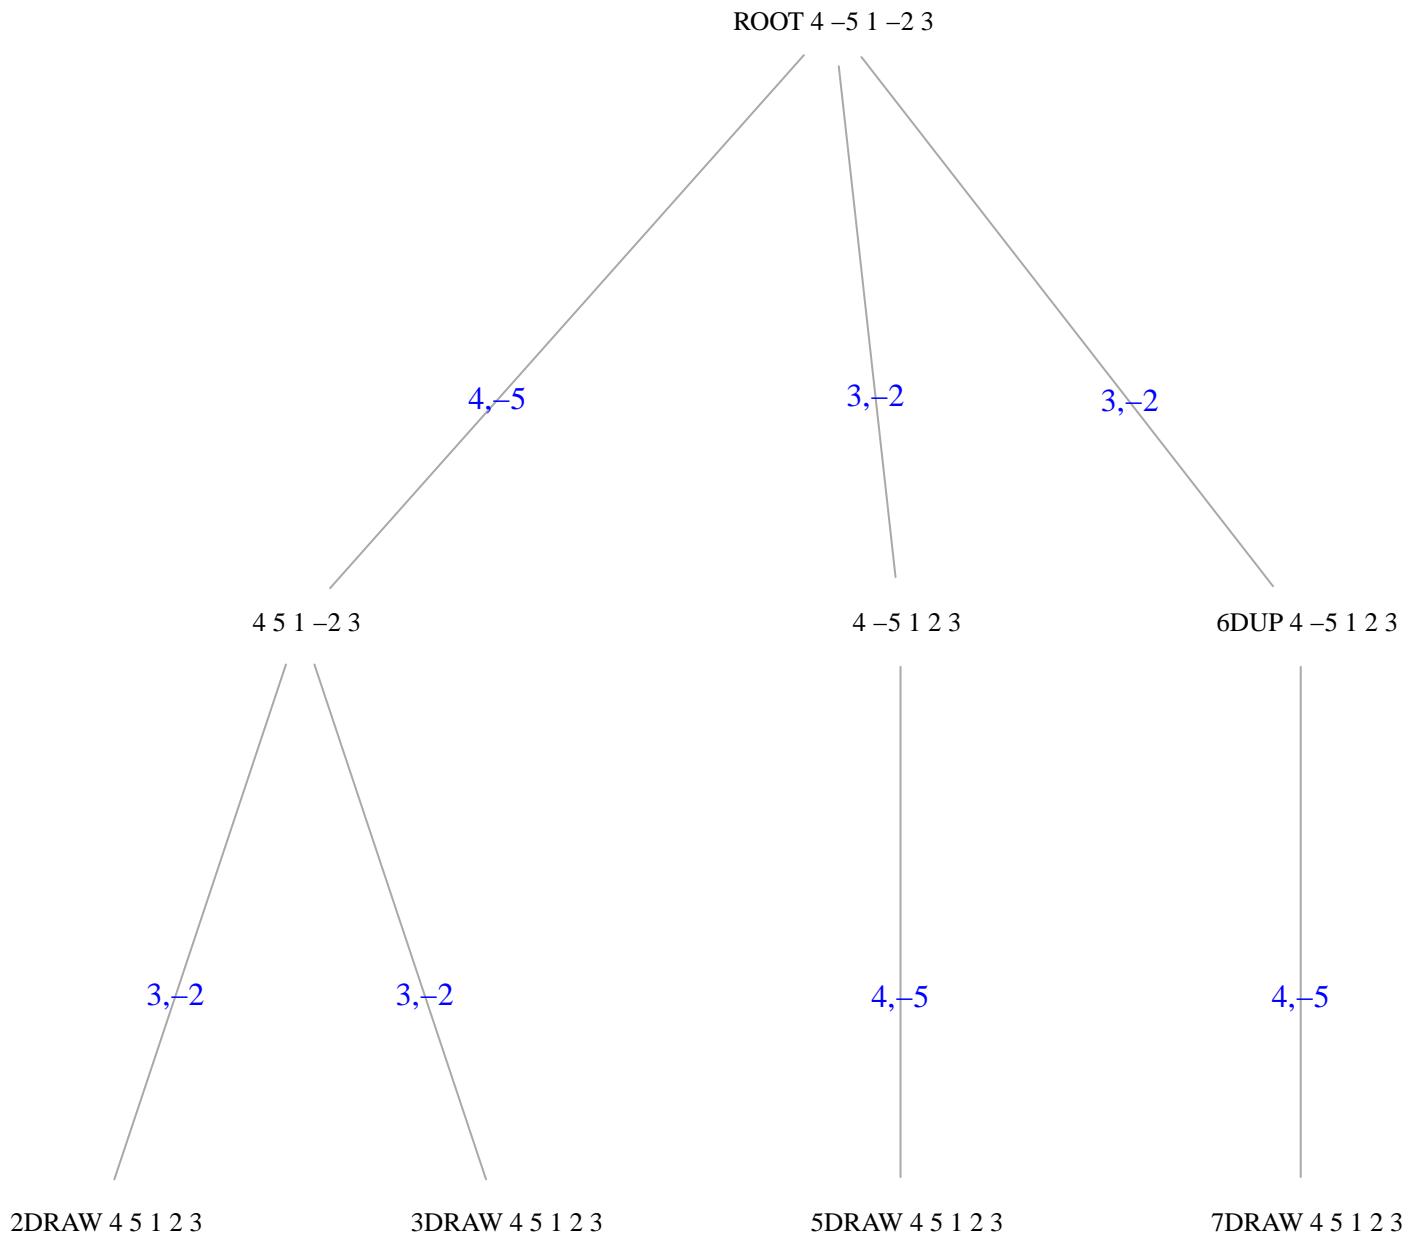 ROOT 4 –5 1 –2 3
4,–5
3,–2
3,–2
4 5 1 –2 3
4 –5 1 2 3
6DUP 4 –5 1 2 3
3,–2
3,–2
4,–5
4,–5
2DRAW 4 5 1 2 3
3DRAW 4 5 1 2 3
5DRAW 4 5 1 2 3
7DRAW 4 5 1 2 3